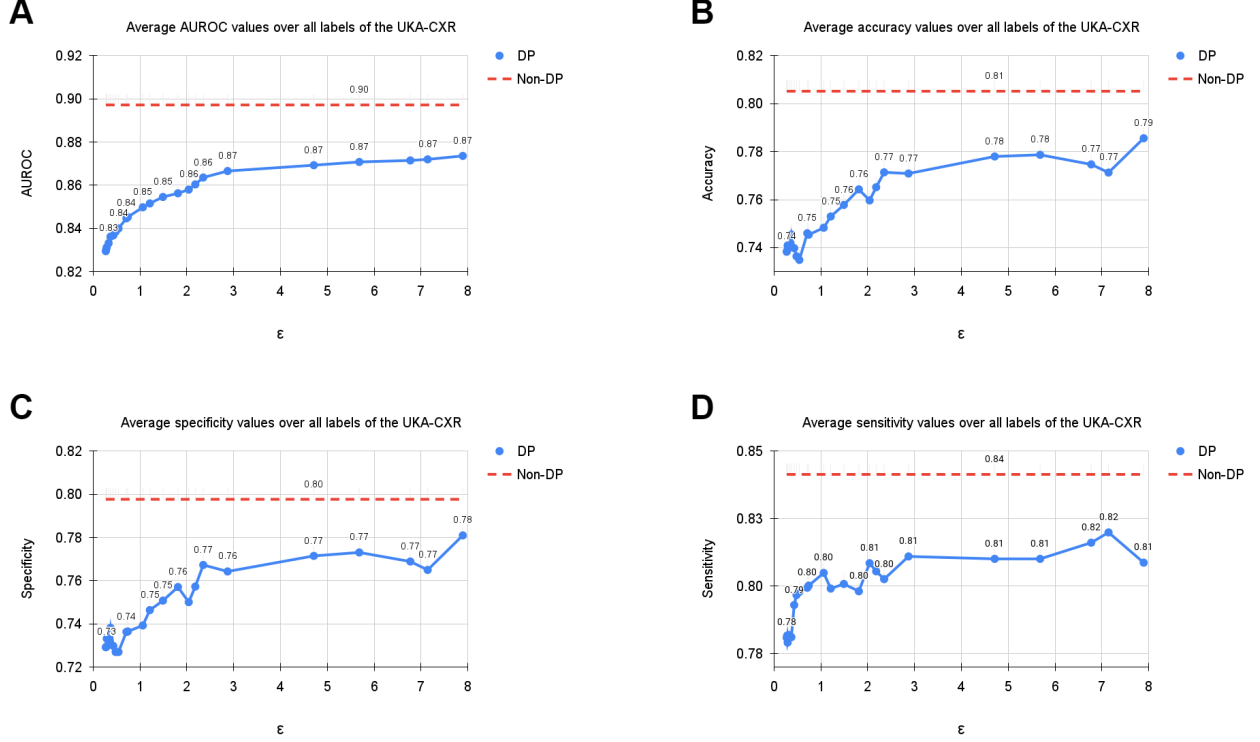 A
Average AUROC values over all labels of the UKA-CXR
0.92
0.90
0.88
0.86
0.84
0.82
AUROC
0.90
0.83
0.84
0.84
0.85
0.85
0.86
0.86
0.87
0.87
0.87
0.87
0.87
0 1 2 3 4 5 6 7 8
ε
DP
Non-DP
B
Average accuracy values over all labels of the UKA-CXR
0.82
0.80
0.78
0.76
0.74
Accuracy
0.81
0.74
0.75
0.75
0.76
0.76
0.77
0.77
0.78
0.78
0.77
0.77
0.79
0 1 2 3 4 5 6 7 8
ε
DP
Non-DP
C
Average specificity values over all labels of the UKA-CXR
0.82
0.80
0.78
0.76
0.74
0.72
Specificity
0.80
0.73
0.74
0.75
0.75
0.76
0.77
0.76
0.77
0.77
0.77
0.77
0.78
0 1 2 3 4 5 6 7 8
ε
DP
Non-DP
D
Average sensitivity values over all labels of the UKA-CXR
0.85
0.83
0.80
0.78
Sensitivity
0.84
0.78
0.79
0.80
0.80
0.80
0.81
0.80
0.81
0.81
0.81
0.82
0.82
0.81
0 1 2 3 4 5 6 7 8
ε
DP
Non-DP